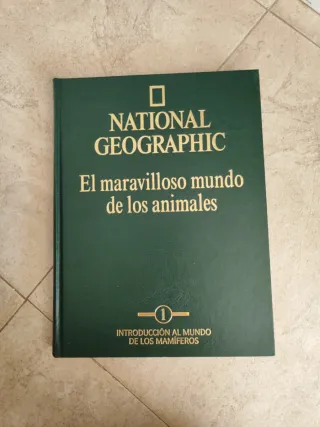 NATIONAL
GEOGRAPHIC
El maravilloso mundo
de los animales
1
INTRODUCCIÓN AL MUNDO
DE LOS MAMÍFEROS